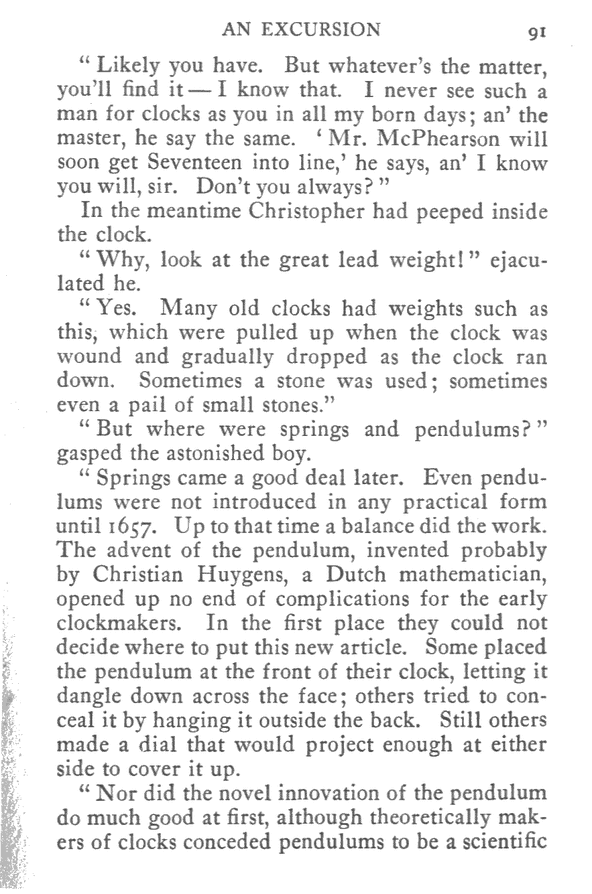 AN EXCURSION 91
“ Likely you have. But whatever’s the matter,
you’ll find it — I know that. I never see such a
man for clocks as you in all my born days; an’ the
master, he say the same. ‘ Mr. McPhearson will
soon get Seventeen into line,’ he says, an’ I know
you will, sir. Don’t you always? ”
In the meantime Christopher had peeped inside
the clock.
“ Why, look at the great lead weight! ” ejacu-
lated he.
“ Yes. Many old clocks had weights such as
this, which were pulled up when the clock was
wound and gradually dropped as the clock ran
down. Sometimes a stone was used; sometimes
even a pail of small stones.”
“ But where were springs and pendulums? ”
gasped the astonished boy.
“ Springs came a good deal later. Even pendu-
lums were not introduced in any practical form
until 1657. Up to that time a balance did the work.
The advent of the pendulum, invented probably
by Christian Huygens, a Dutch mathematician,
opened up no end of complications for the early
clockmakers. In the first place they could not
decide where to put this new article. Some placed
the pendulum at the front of their clock, letting it
dangle down across the face; others tried to con-
ceal it by hanging it outside the back. Still others
made a dial that would project enough at either
side to cover it up.
“ Nor did the novel innovation of the pendulum
do much good at first, although theoretically mak-
ers of clocks conceded pendulums to be a scientific